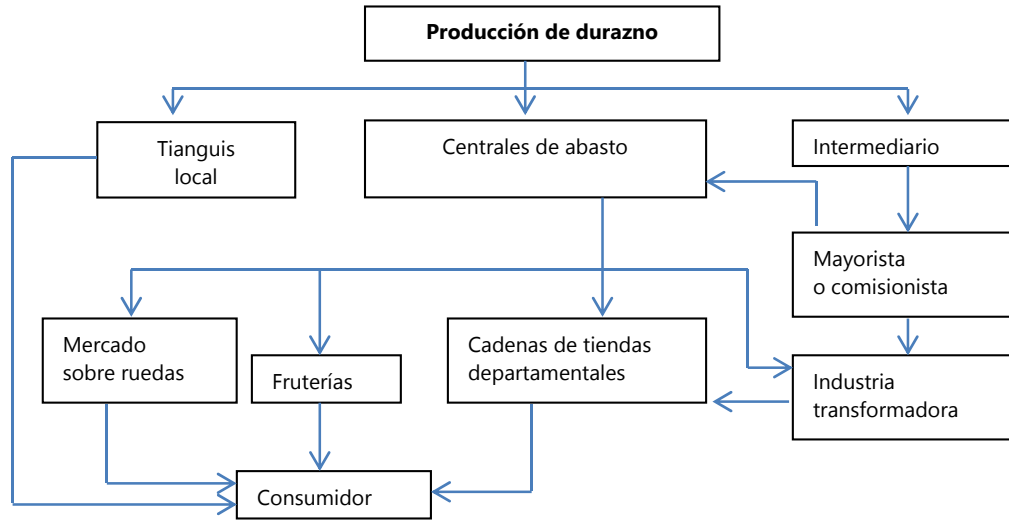 Producción de durazno
Tianguis
local
Centrales de abasto
Intermediario
Mayorista
o comisionista
Mercado
sobre ruedas
Fruterías
Cadenas de tiendas
departamentales
Industria
transformadora
Consumidor